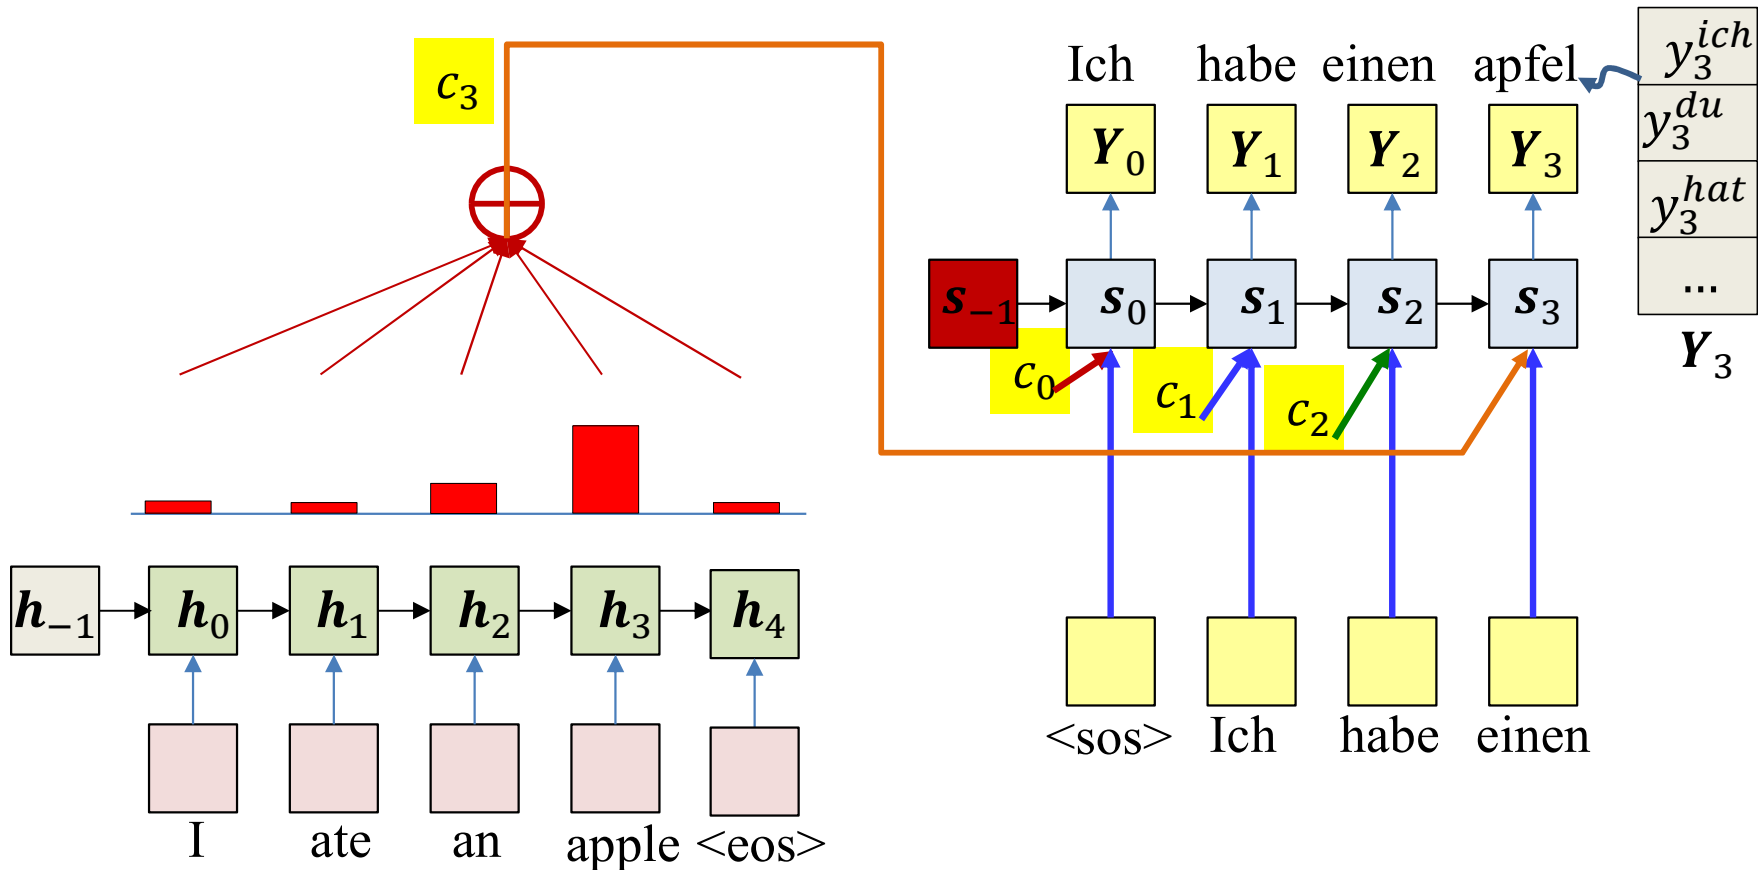 c₃
Ich habe einen apfel
y₃^{ich}
y₃^{du}
y₃^{hat}
...
Y₃
Y₀ Y₁ Y₂ Y₃
s₋₁ s₀ s₁ s₂ s₃
c₀ c₁ c₂
h₋₁ h₀ h₁ h₂ h₃ h₄
I ate an apple <eos>
<sos> Ich habe einen